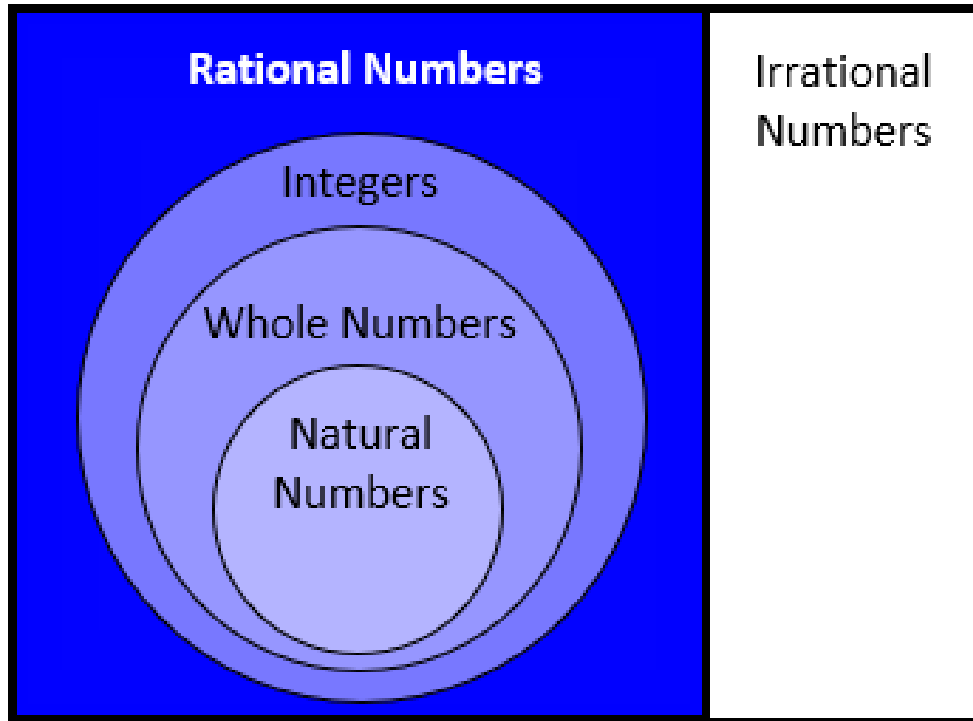 Rational Numbers
Irrational
Numbers
Integers
Whole Numbers
Natural
Numbers